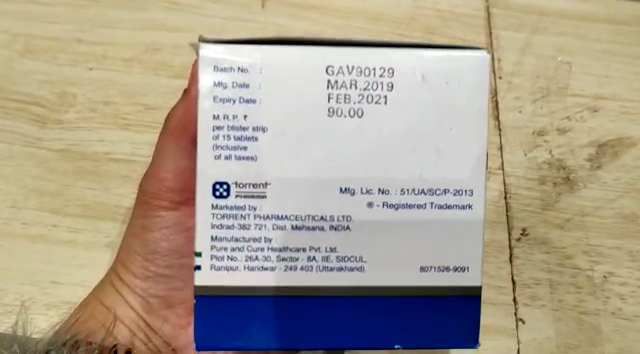 Batch No. : GAV90129
Mfg. Date : MAR.2019
Expiry Date : FEB.2021
M.R.P. ₹ 90.00
per blister strip
of 15 tablets
(Inclusive
of all taxes)
torrent
PHARMA
Mfg. Lic. No. : 51/UA/SC/P-2013
® - Registered Trademark
Marketed by :
TORRENT PHARMACEUTICALS LTD.
Indrad-382 721, Dist. Mehsana, INDIA.
Manufactured by :
Pure and Cure Healthcare Pvt. Ltd.
Plot No.: 26A-30, Sector - 8A, IIE, SIDCUL,
Ranipur, Haridwar - 249 403 (Uttarakhand)
8071526-9091